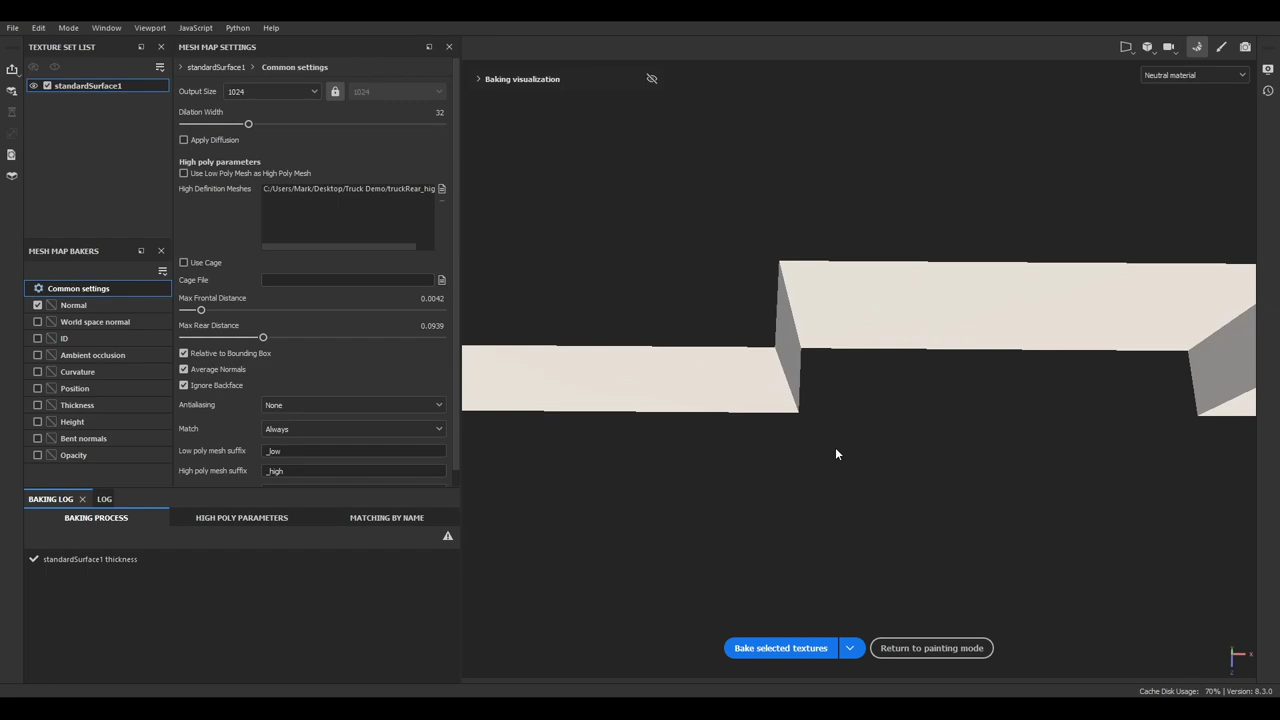 File Edit Mode Window Viewport JavaScript Python Help
TEXTURE SET LIST
standardSurface1
MESH MAP SETTINGS
standardSurface1 Common settings
Output Size 1024 1024
Dilation Width 32
Apply Diffusion
High poly parameters
Use Low Poly Mesh as High Poly Mesh
High Definition Meshes C:/Users/Mark/Desktop/Truck Demo/truckRear_hig
Use Cage
Cage File
Max Frontal Distance 0.0042
Max Rear Distance 0.0939
Relative to Bounding Box
Average Normals
Ignore Backface
Antialiasing None
Match Always
Low poly mesh suffix _low
High poly mesh suffix _high
MESH MAP BAKERS
Common settings
Normal
World space normal
ID
Ambient occlusion
Curvature
Position
Thickness
Height
Bent normals
Opacity
BAKING LOG LOG
BAKING PROCESS HIGH POLY PARAMETERS MATCHING BY NAME
standardSurface1 thickness
Baking visualization
Neutral material
Bake selected textures Return to painting mode
X
Z
Cache Disk Usage: 70% | Version: 8.3.0